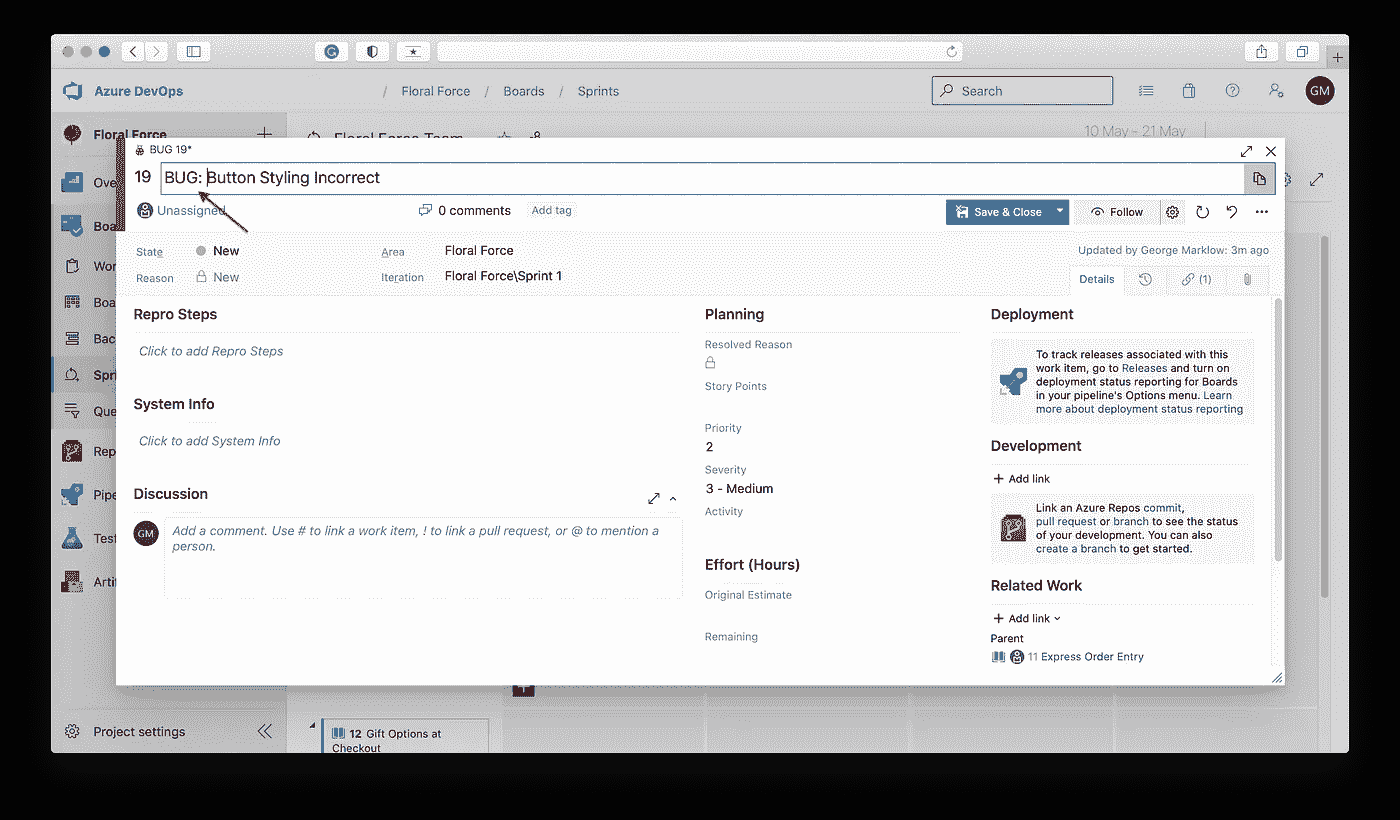 Azure DevOps / Floral Force / Boards / Sprints Search GM
Floral Force
Floral Force Team
10 May - 21 May
BUG 19*
19 BUG: Button Styling Incorrect
Unassigned 0 comments Add tag Save & Close Follow
State New Area Floral Force Updated by George Marklow: 3m ago
Reason New Iteration Floral Force\Sprint 1
Details (1)
Ove
Boa
Wor
Boa
Bac
Spri
Que
Rep
Pipe
Test
Arti
Repro Steps
Click to add Repro Steps
System Info
Click to add System Info
Discussion
GM
Add a comment. Use # to link a work item, ! to link a pull request, or @ to mention a
person.
Planning
Resolved Reason
Story Points
Priority
2
Severity
3 - Medium
Activity
Effort (Hours)
Original Estimate
Remaining
Deployment
To track releases associated with this
work item, go to Releases and turn on
deployment status reporting for Boards
in your pipeline's Options menu. Learn
more about deployment status reporting
Development
Add link
Link an Azure Repos commit,
pull request or branch to see the status
of your development. You can also
create a branch to get started.
Related Work
Add link
Parent
11 Express Order Entry
Project settings
12 Gift Options at
Checkout